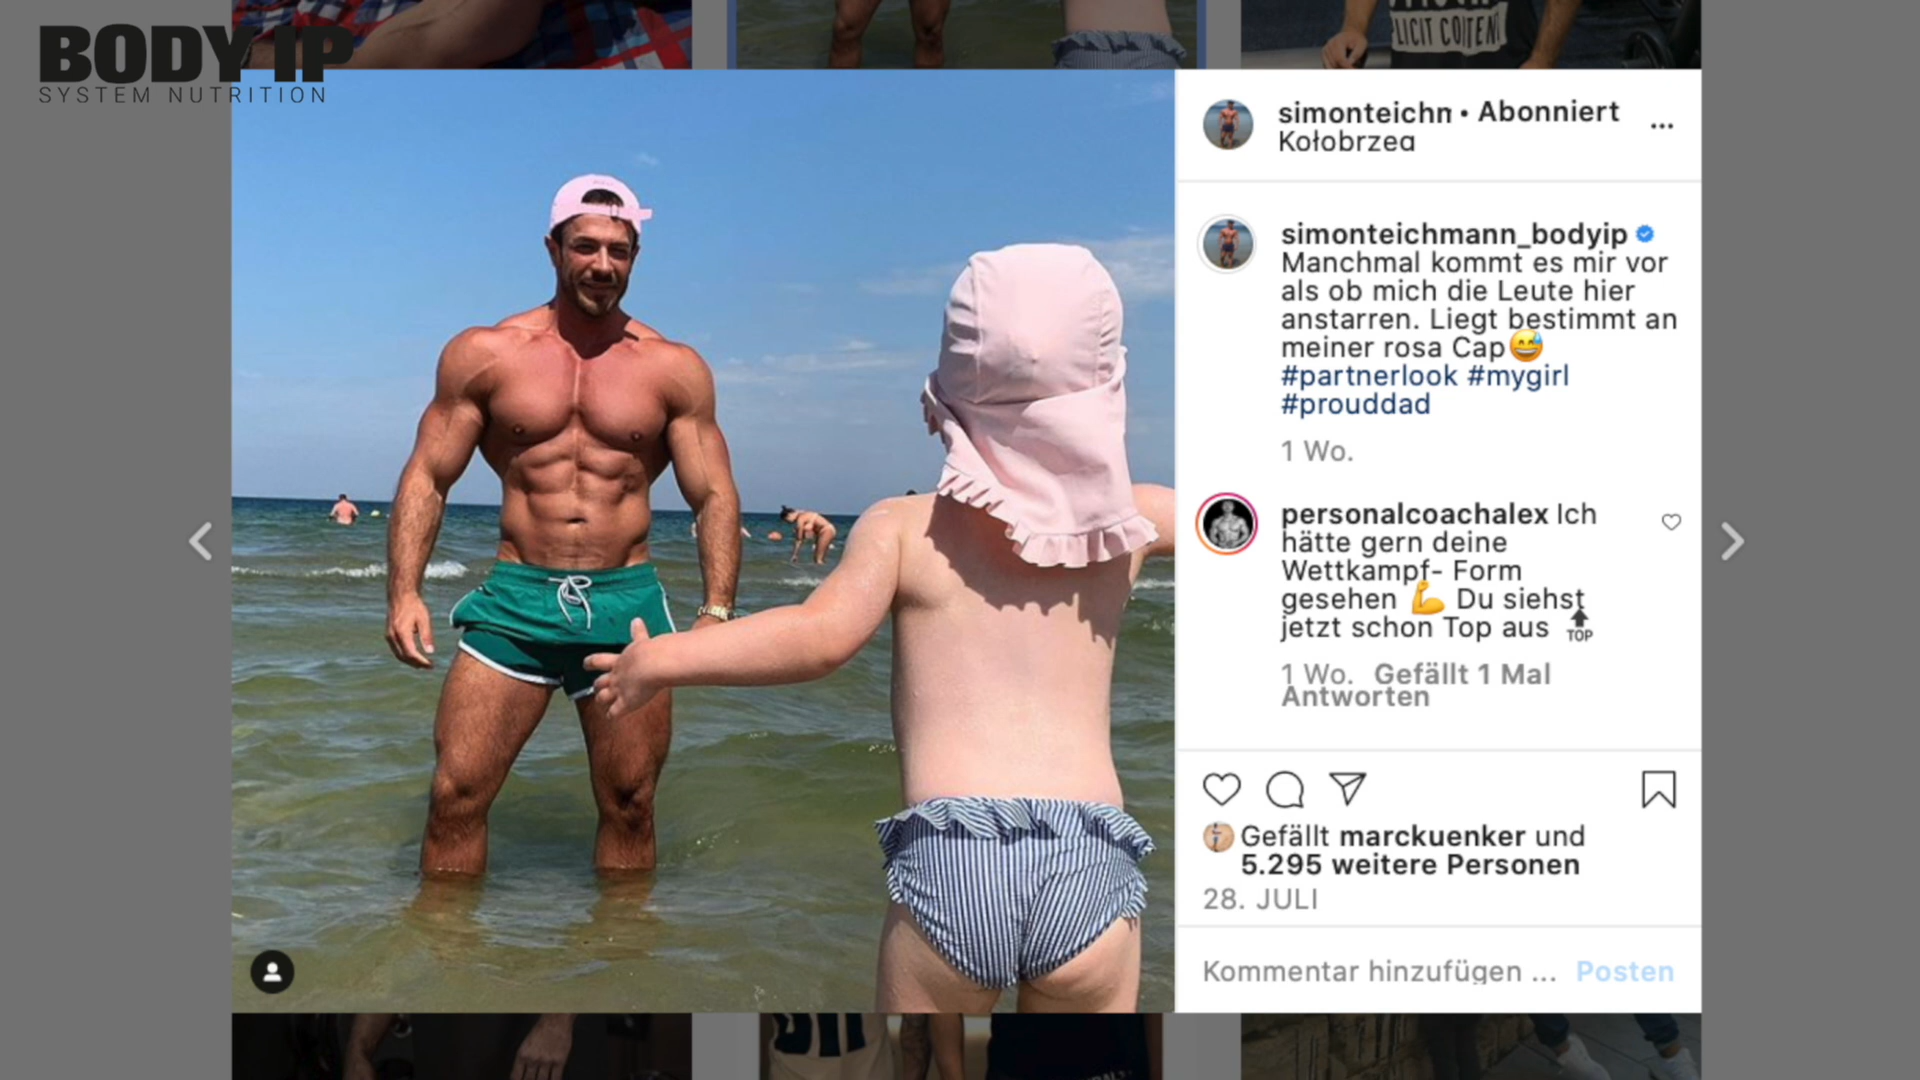 BODY IP
SYSTEM NUTRITION
LICIT CONTENT
simonteichn • Abonniert
Kołobrzeg
simonteichmann_bodyip
Manchmal kommt es mir vor
als ob mich die Leute hier
anstarren. Liegt bestimmt an
meiner rosa Cap😅
#partnerlook #mygirl
#prouddad
1 Wo.
personalcoachalex Ich
hätte gern deine
Wettkampf- Form
gesehen 💪 Du siehst
jetzt schon Top aus 🔝
1 Wo. Gefällt 1 Mal
Antworten
Gefällt marckuenker und
5.295 weitere Personen
28. JULI
Kommentar hinzufügen ... Posten